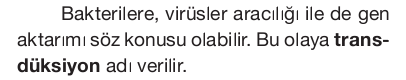 Bakterilere, virüsler aracılığı ile de gen
aktarımı söz konusu olabilir. Bu olaya trans-
düksiyon adı verilir.